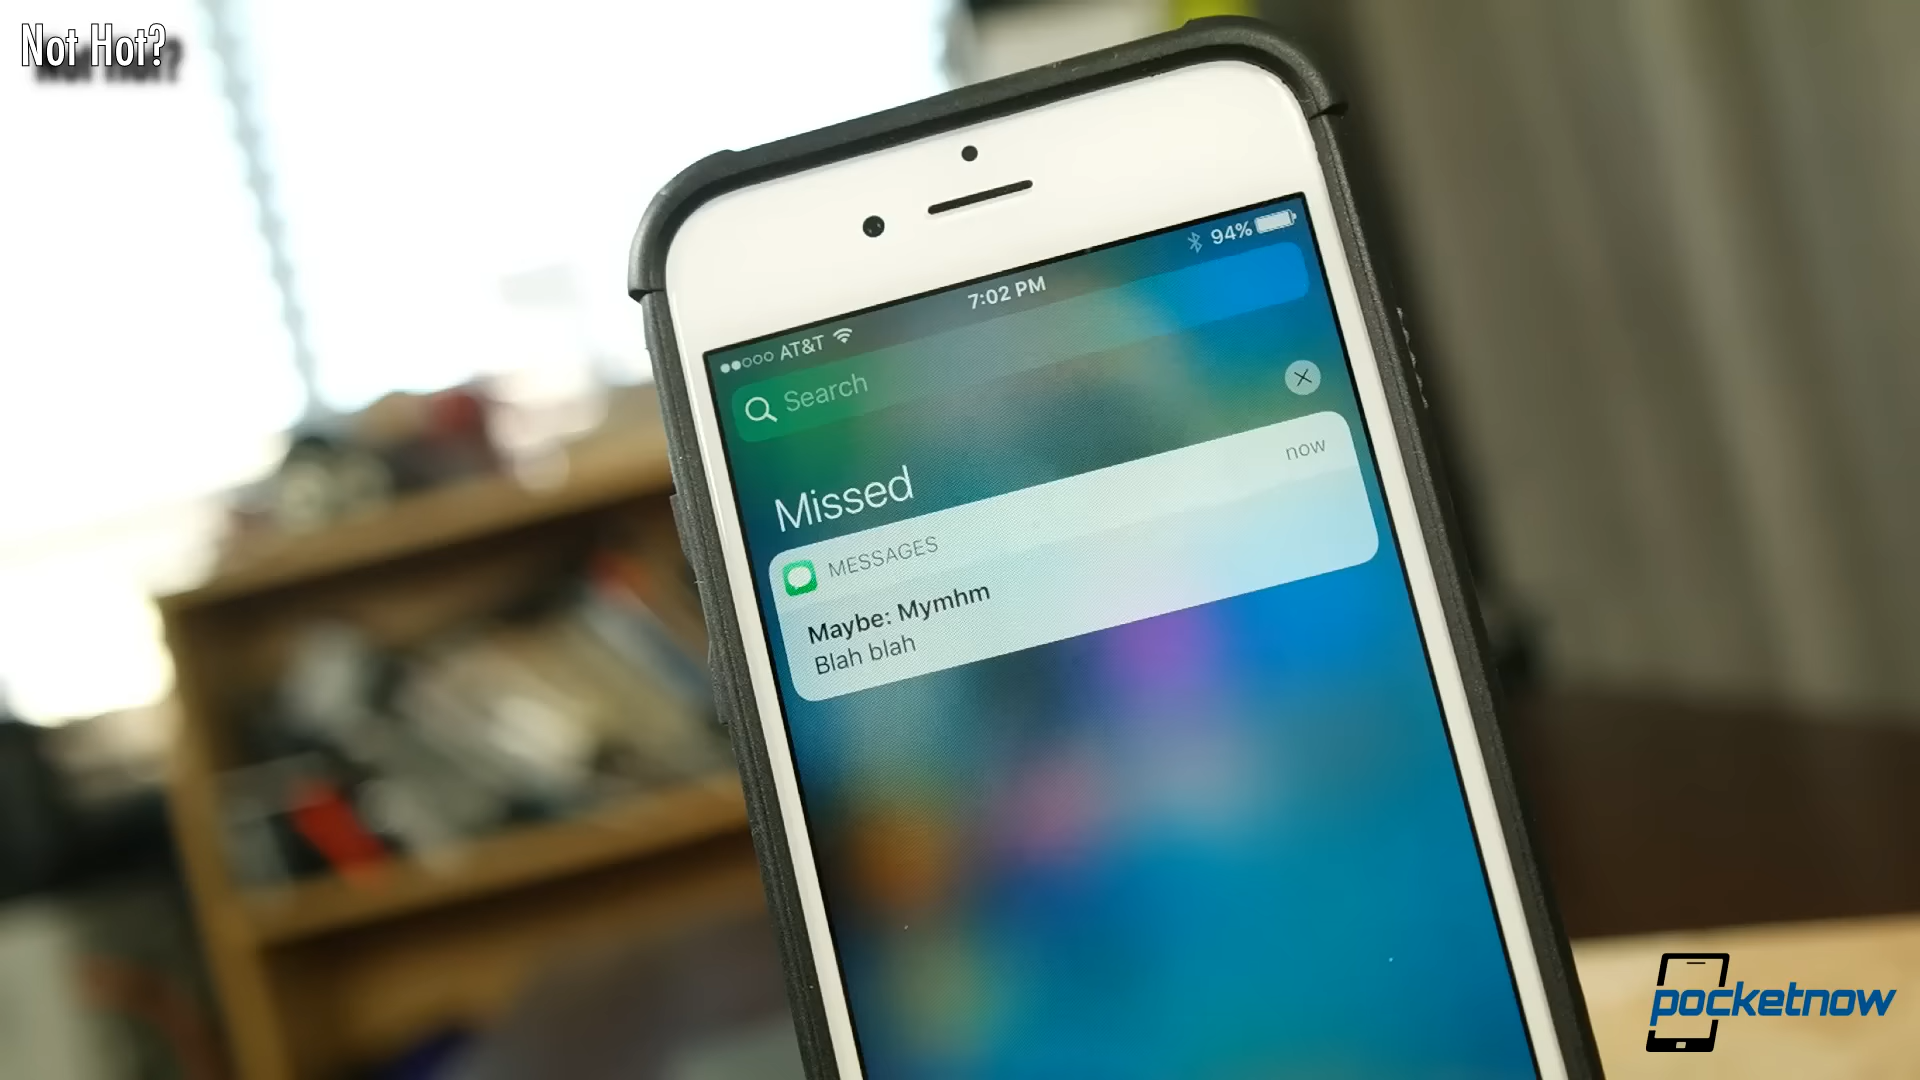 Not Hot?
94%
7:02 PM
AT&T
Search
Missed
now
MESSAGES
Maybe: Mymhm
Blah blah
pocketnow